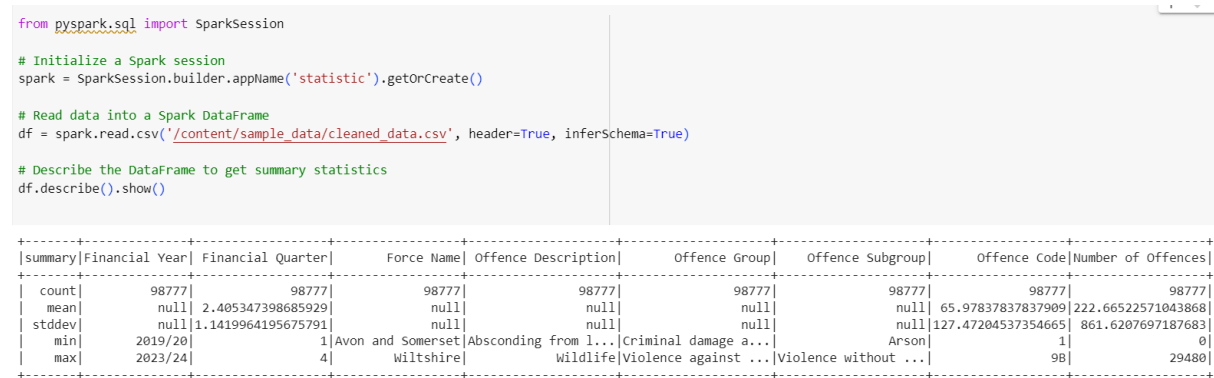 from pyspark.sql import SparkSession
# Initialize a Spark session
spark = SparkSession.builder.appName('statistic').getOrCreate()
# Read data into a Spark DataFrame
df = spark.read.csv('/content/sample_data/cleaned_data.csv', header=True, inferSchema=True)
# Describe the DataFrame to get summary statistics
df.describe().show()
+-------+--------------+------------------+-----------------+--------------------+--------------------+--------------------+------------------+------------------+
|summary|Financial Year| Financial Quarter|       Force Name| Offence Description|       Offence Group|    Offence Subgroup|      Offence Code|Number of Offences|
+-------+--------------+------------------+-----------------+--------------------+--------------------+--------------------+------------------+------------------+
|  count|         98777|             98777|            98777|               98777|               98777|               98777|             98777|             98777|
|   mean|          null| 2.405347398685929|             null|                null|                null|                null| 65.97837837837909|222.66522571043868|
| stddev|          null|1.1419964195675791|             null|                null|                null|                null|127.47204537354665| 861.6207697187683|
|    min|       2019/20|                 1|Avon and Somerset|Absconding from l...|Criminal damage a...|               Arson|                 1|                 0|
|    max|       2023/24|                 4|        Wiltshire|            Wildlife|Violence against ...|Violence without ...|                9B|             29480|
+-------+--------------+------------------+-----------------+--------------------+--------------------+--------------------+------------------+------------------+